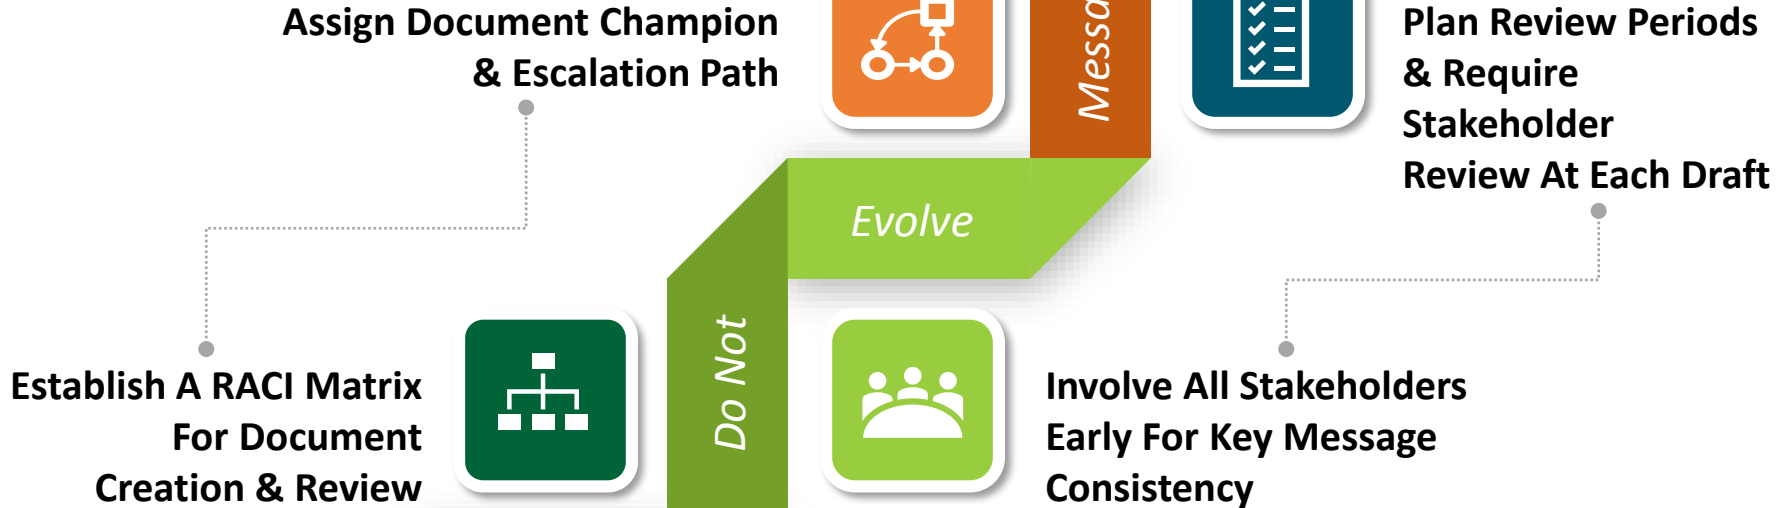 Assign Document Champion
& Escalation Path
Plan Review Periods
& Require
Stakeholder
Review At Each Draft
Evolve
Do Not
Establish A RACI Matrix
For Document
Creation & Review
Involve All Stakeholders
Early For Key Message
Consistency